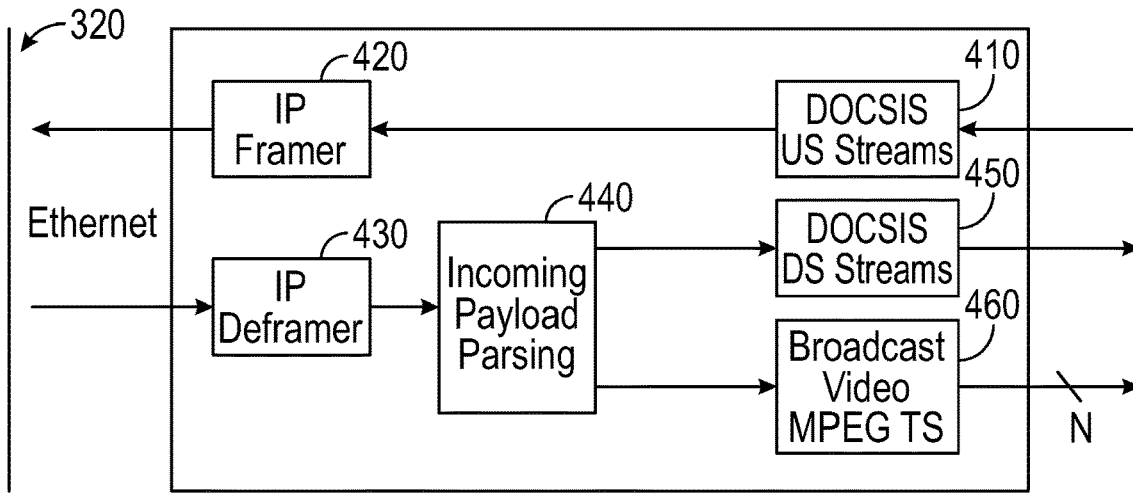 320
420
IP
Framer
410
DOCSIS
US Streams
Ethernet
430
IP
Deframer
440
Incoming
Payload
Parsing
450
DOCSIS
DS Streams
460
Broadcast
Video
MPEG TS
N